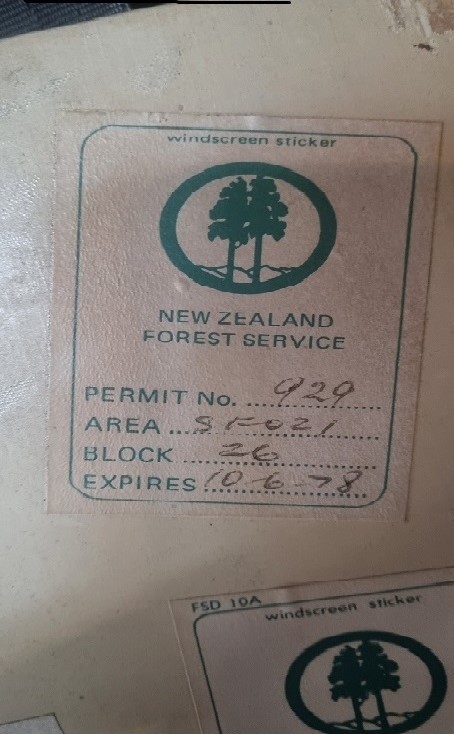 windscreen sticker
NEW ZEALAND
FOREST SERVICE
PERMIT No. 929
AREA SF021
BLOCK 26
EXPIRES 10-6-78
FSD 10A
windscreen sticker